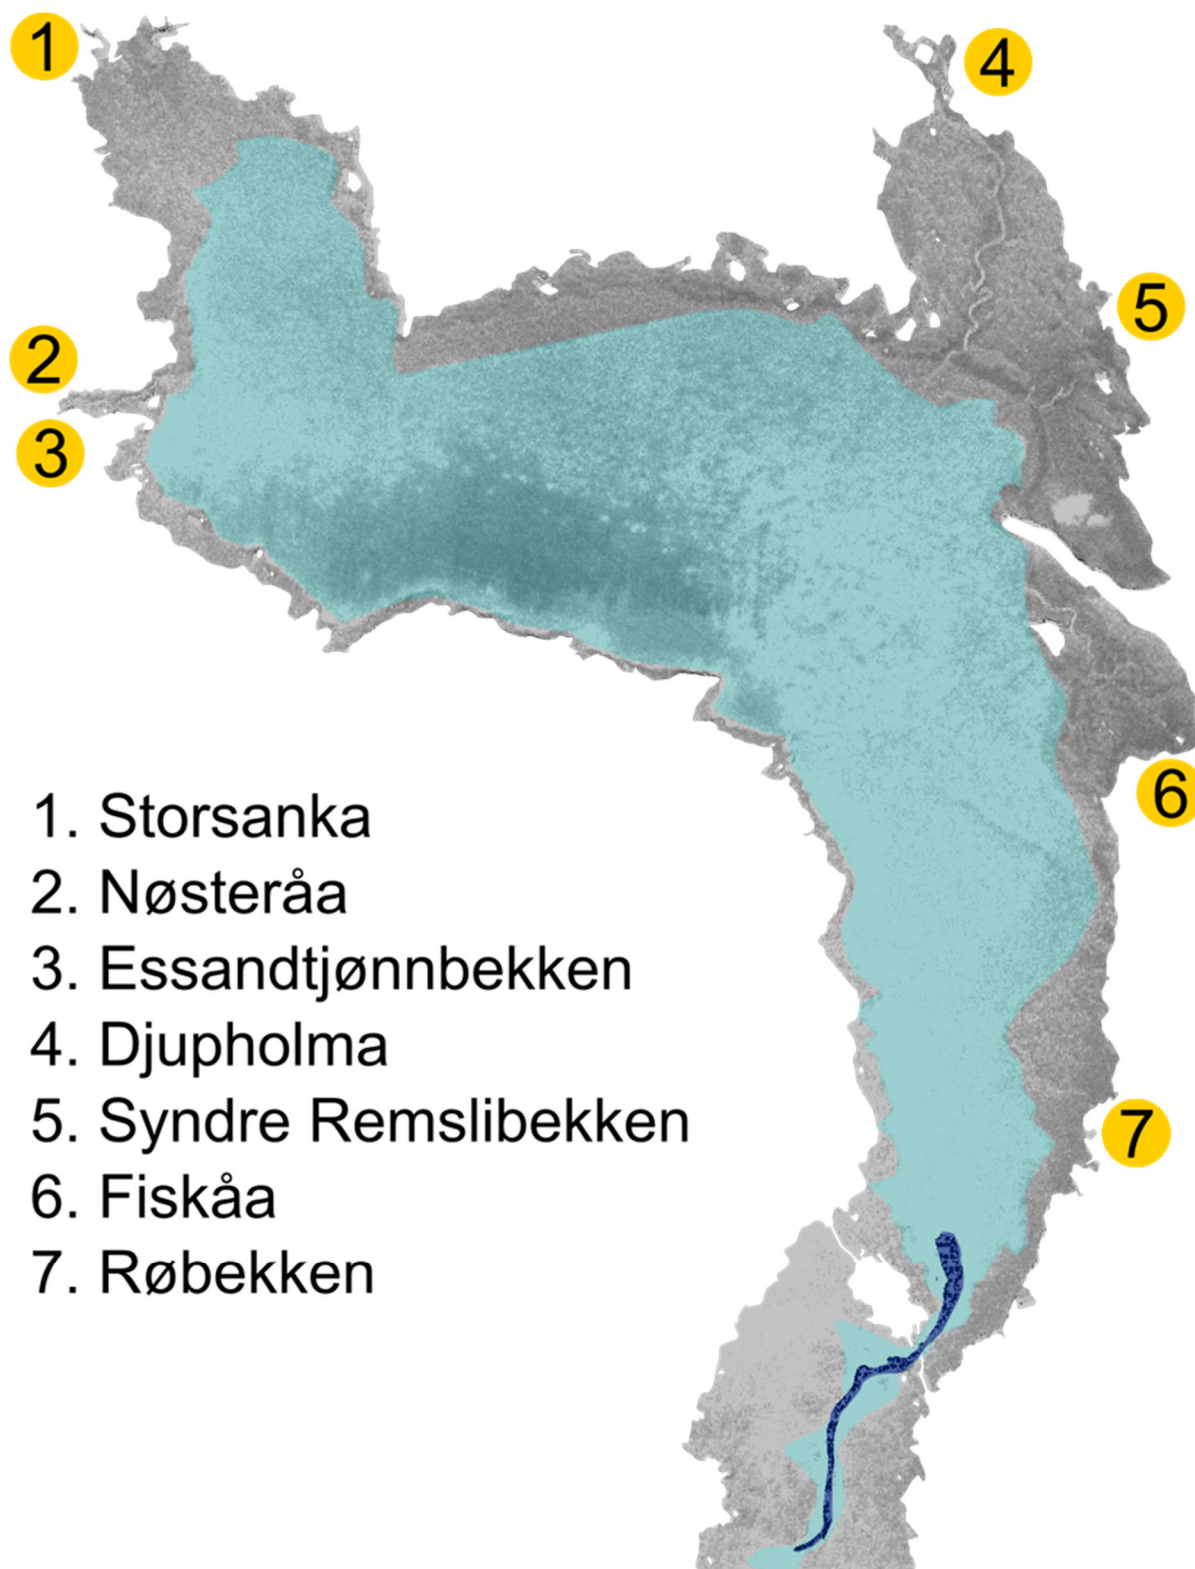 1
4
5
2
3
6
1. Storsanka
2. Nøsteråa
3. Essandtjønnbekken
4. Djupholma
5. Syndre Remslibekken
7
6. Fiskåa
7. Røbekken